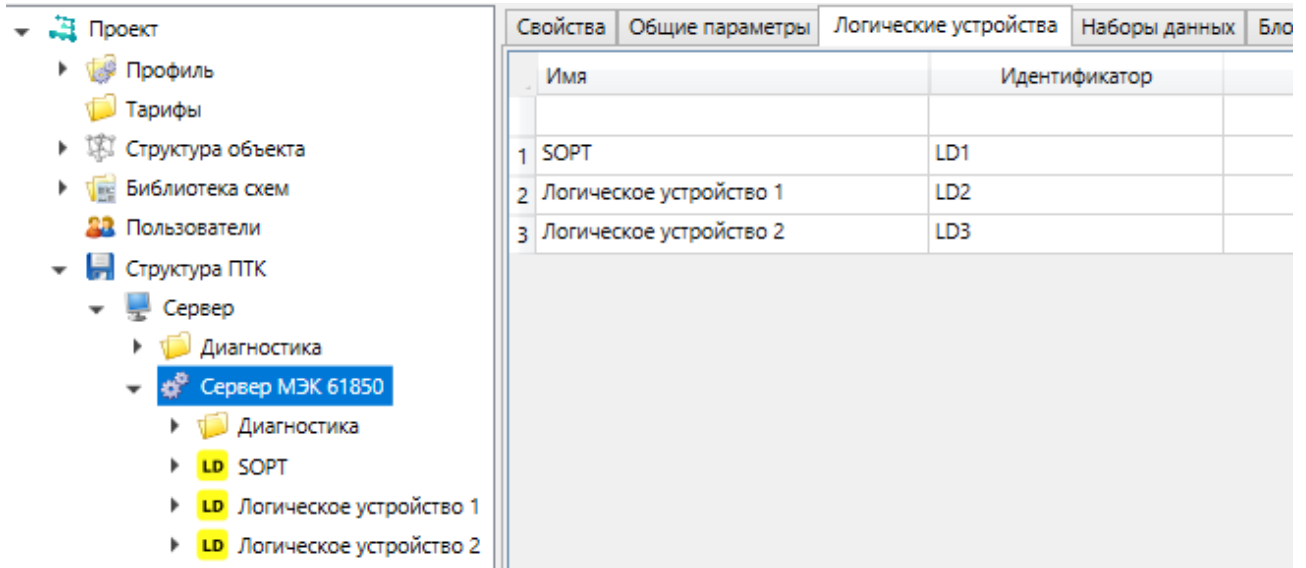 Проект
Профиль
Тарифы
Структура объекта
Библиотека схем
Пользователи
Структура ПТК
Сервер
Диагностика
Сервер МЭК 61850
Диагностика
LD SOPT
LD Логическое устройство 1
LD Логическое устройство 2
Свойства Общие параметры Логические устройства Наборы данных Бло
Имя Идентификатор
1 SOPT LD1
2 Логическое устройство 1 LD2
3 Логическое устройство 2 LD3